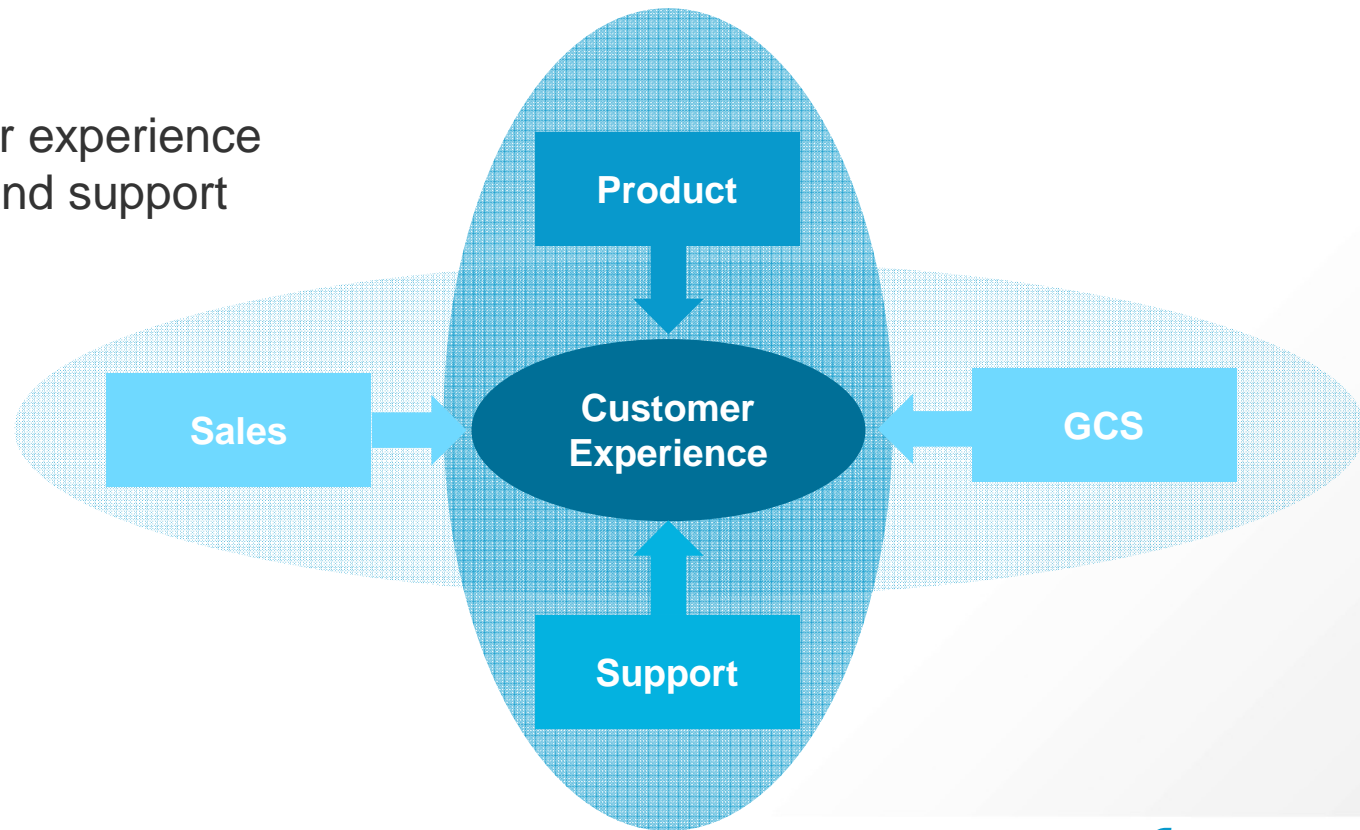 r experience
nd support
Product
Sales
Customer
Experience
GCS
Support